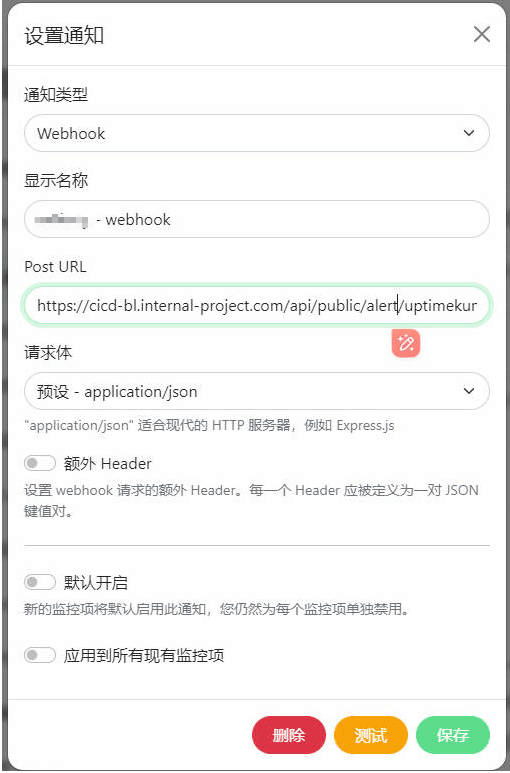 设置通知
通知类型
Webhook
显示名称
- webhook
Post URL
https://cicd-bl.internal-project.com/api/public/alert/uptimekur
请求体
预设 - application/json
"application/json" 适合现代的 HTTP 服务器，例如 Express.js
额外 Header
设置 webhook 请求的额外 Header。每一个 Header 应被定义为一对 JSON
键值对。
默认开启
新的监控项将默认启用此通知，您仍然为每个监控项单独禁用。
应用到所有现有监控项
删除
测试
保存